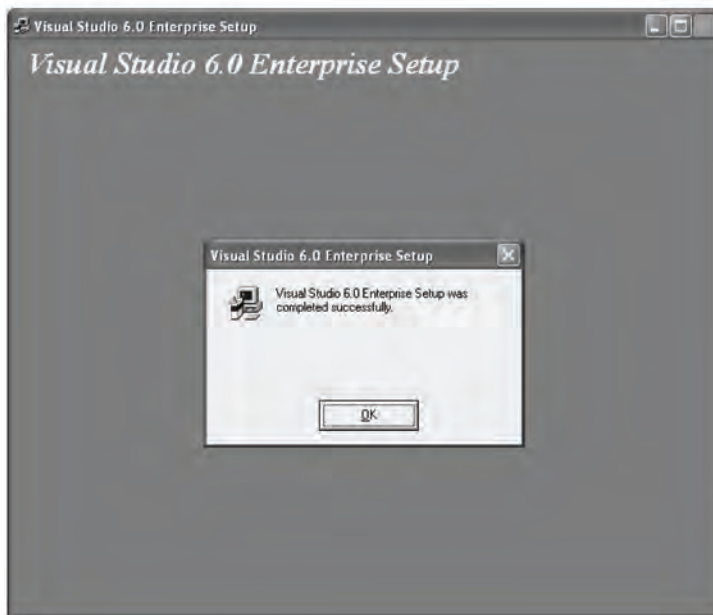 Visual Studio 6.0 Enterprise Setup
Visual Studio 6.0 Enterprise Setup
Visual Studio 6.0 Enterprise Setup
Visual Studio 6.0 Enterprise Setup was
completed successfully.
OK